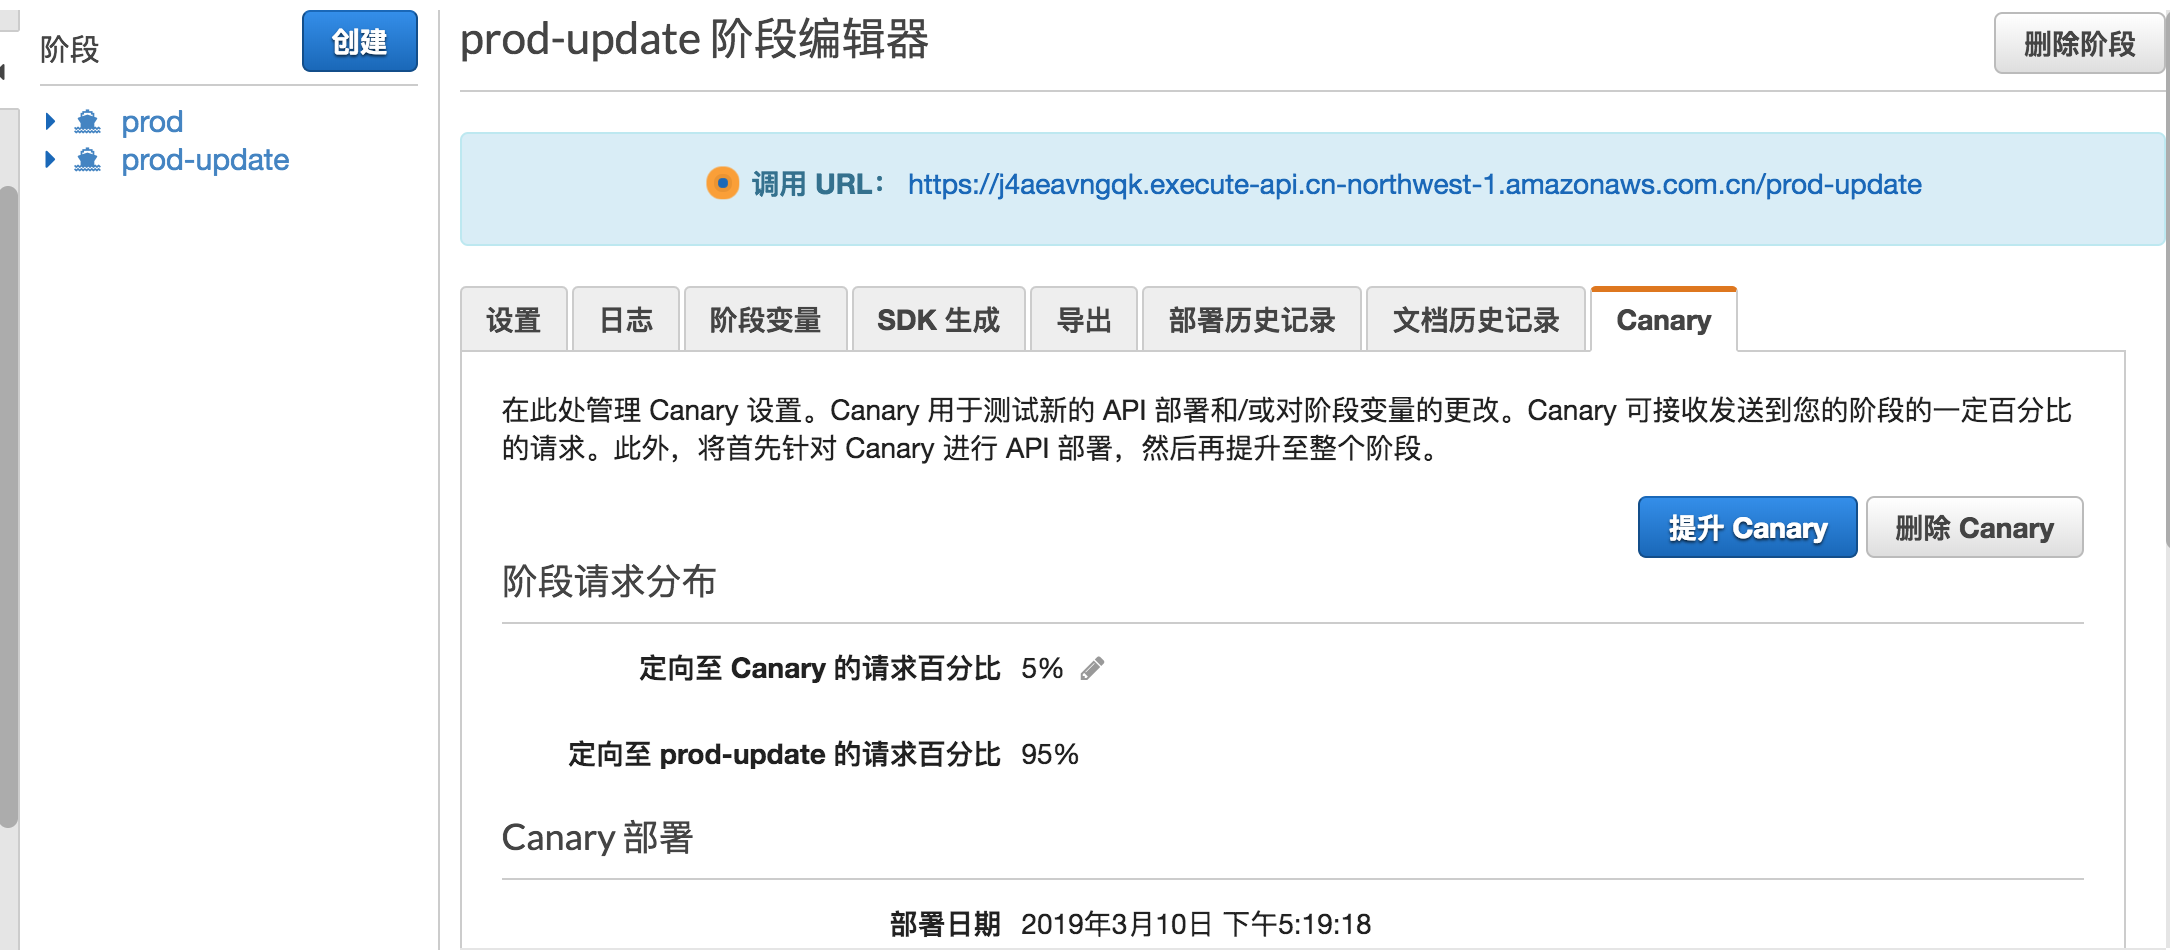 阶段
创建
prod
prod-update
prod-update 阶段编辑器
删除阶段
调用 URL： https://j4aeavngqk.execute-api.cn-northwest-1.amazonaws.com.cn/prod-update
设置 日志 阶段变量 SDK 生成 导出 部署历史记录 文档历史记录 Canary
在此处管理 Canary 设置。Canary 用于测试新的 API 部署和/或对阶段变量的更改。Canary 可接收发送到您的阶段的一定百分比
的请求。此外，将首先针对 Canary 进行 API 部署，然后再提升至整个阶段。
提升 Canary 删除 Canary
阶段请求分布
定向至 Canary 的请求百分比 5%
定向至 prod-update 的请求百分比 95%
Canary 部署
部署日期 2019年3月10日 下午5:19:18